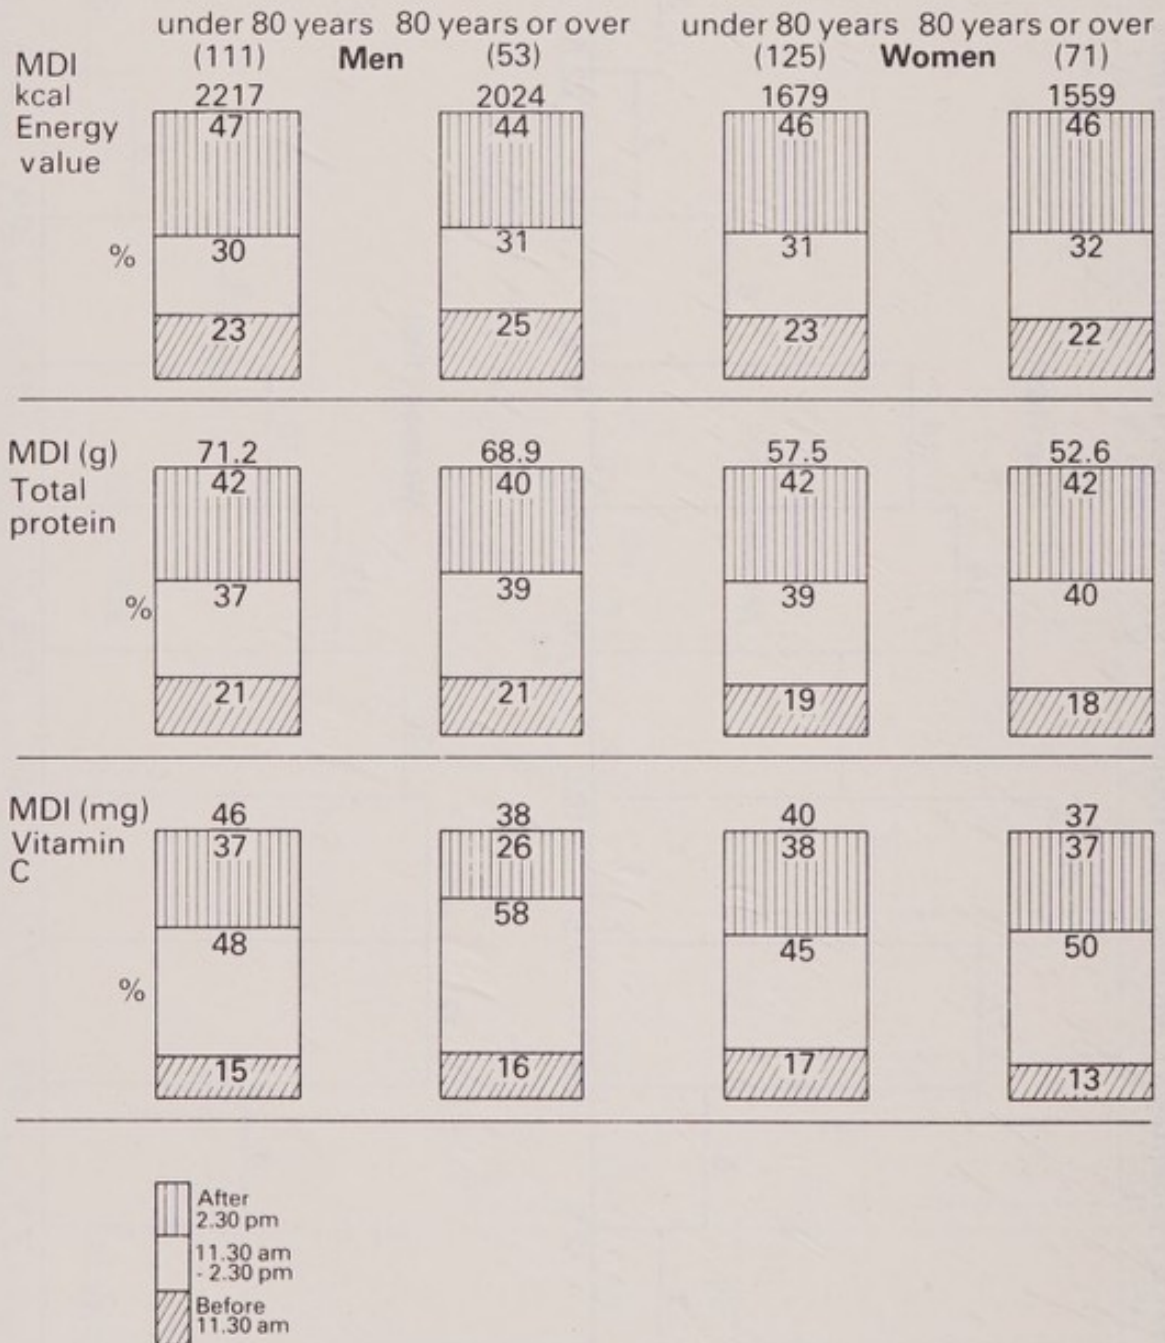 under 80 years 80 years or over under 80 years 80 years or over
MDI (111) Men (53) (125) Women (71)
kcal 2217 2024 1679 1559
Energy 47 44 46 46
value
% 30 31 31 32
23 25 23 22
MDI (g) 71.2 68.9 57.5 52.6
Total 42 40 42 42
protein
% 37 39 39 40
21 21 19 18
MDI (mg) 46 38 40 37
Vitamin 37 26 38 37
C
48 58 45 50
%
15 16 17 13
After
2.30 pm
11.30 am
- 2.30 pm
Before
11.30 am